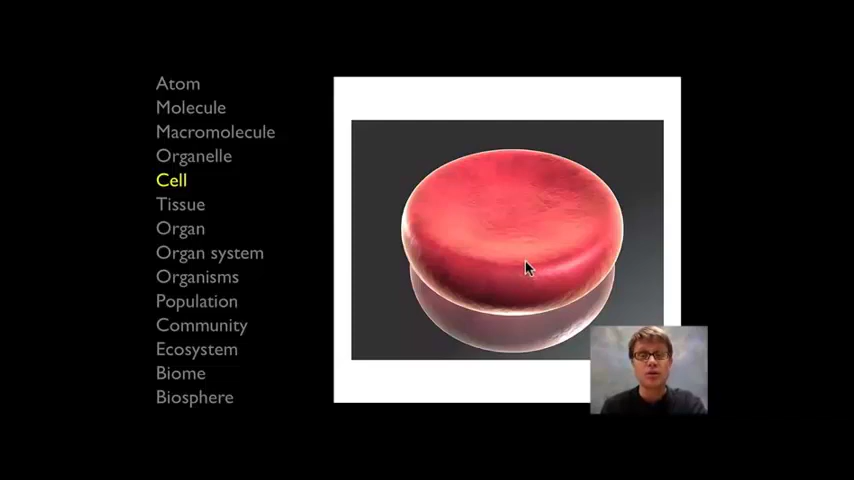 Atom
Molecule
Macromolecule
Organelle
Cell
Tissue
Organ
Organ system
Organisms
Population
Community
Ecosystem
Biome
Biosphere